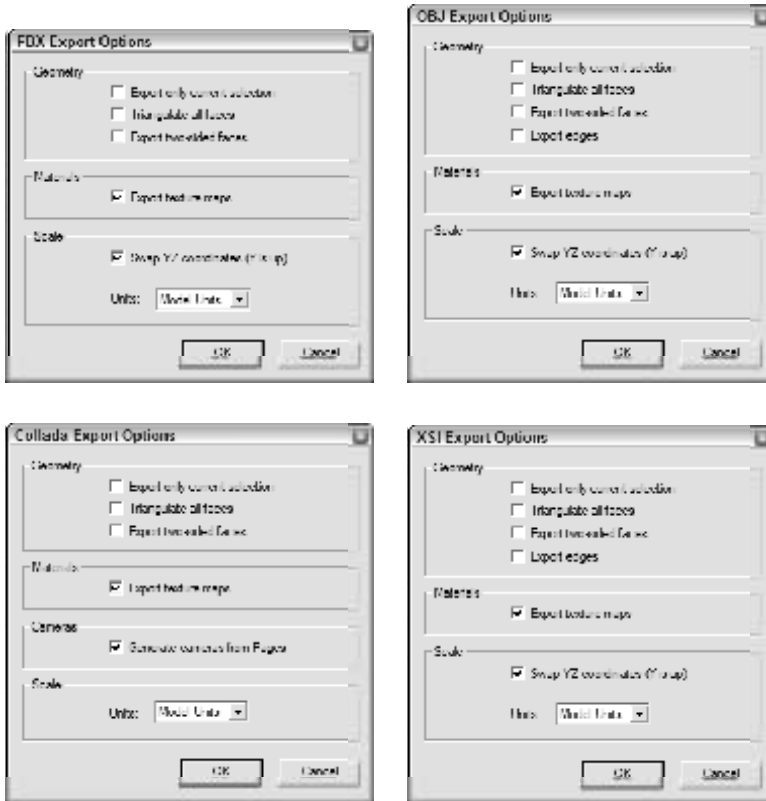 FBX Export Options
Geometry
Export only current selection
Triangulate all faces
Export two-sided faces
Materials
Export texture maps
Scale
Swap YZ coordinates (Y is up)
Units: Model Units
OK Cancel
OBJ Export Options
Geometry
Export only current selection
Triangulate all faces
Export two-sided faces
Export edges
Materials
Export texture maps
Scale
Swap YZ coordinates (Y is up)
Units Model Units
OK Cancel
Collada Export Options
Geometry
Export only current selection
Triangulate all faces
Export two-sided faces
Materials
Export texture maps
Cameras
Generate cameras from Pages
Scale
Units: Model Units
OK Cancel
XSI Export Options
Geometry
Export only current selection
Triangulate all faces
Export two-sided faces
Export edges
Materials
Export texture maps
Scale
Swap YZ coordinates (Y is up)
Units Model Units
OK Cancel